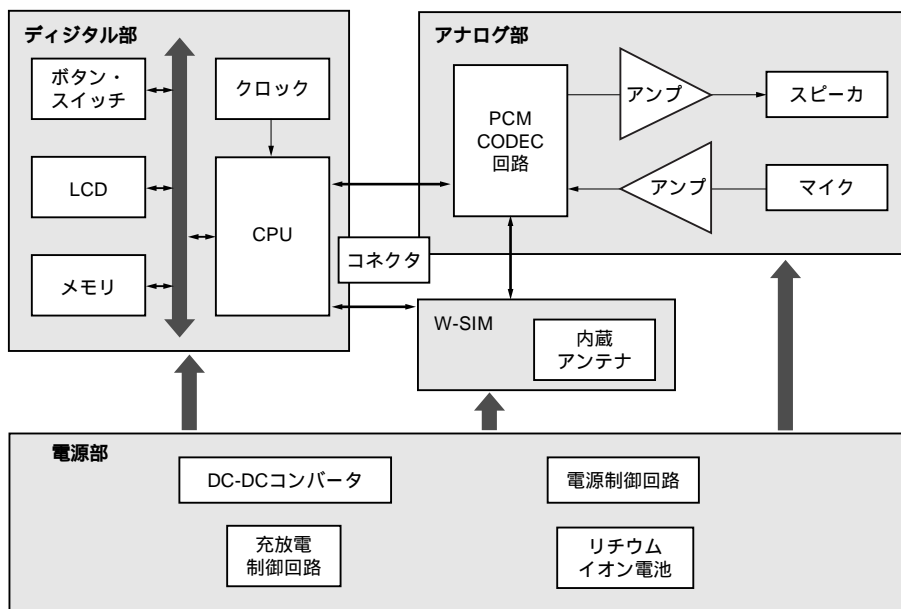 ディジタル部
ボタン・
スイッチ
クロック
LCD
CPU
メモリ
コネクタ
アナログ部
PCM
CODEC
回路
アンプ
スピーカ
アンプ
マイク
W-SIM
内蔵
アンテナ
電源部
DC-DCコンバータ
電源制御回路
充放電
制御回路
リチウム
イオン電池